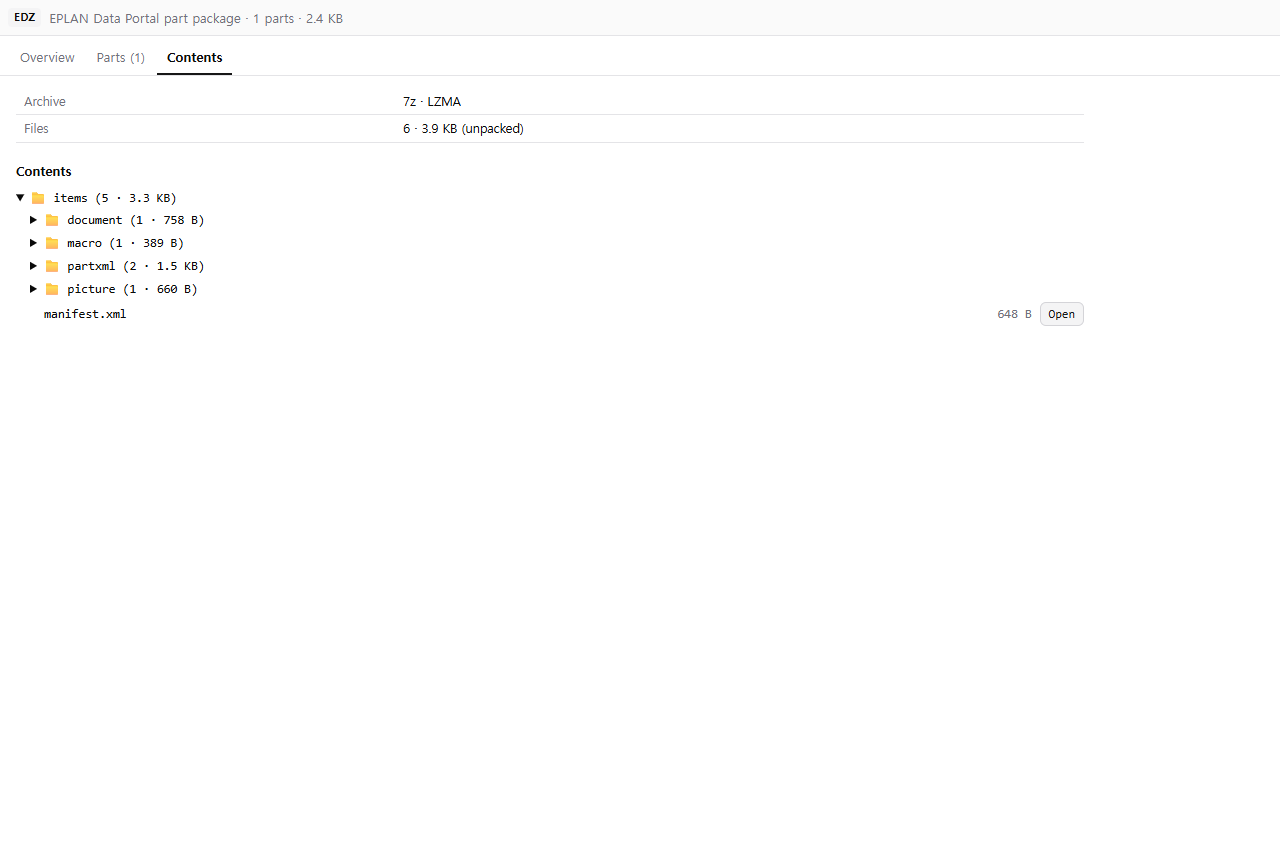 EDZ EPLAN Data Portal part package · 1 parts · 2.4 KB
Overview Parts (1) Contents
Archive 7z · LZMA
Files 6 · 3.9 KB (unpacked)
Contents
items (5 · 3.3 KB)
document (1 · 758 B)
macro (1 · 389 B)
partxml (2 · 1.5 KB)
picture (1 · 660 B)
manifest.xml 648 B Open